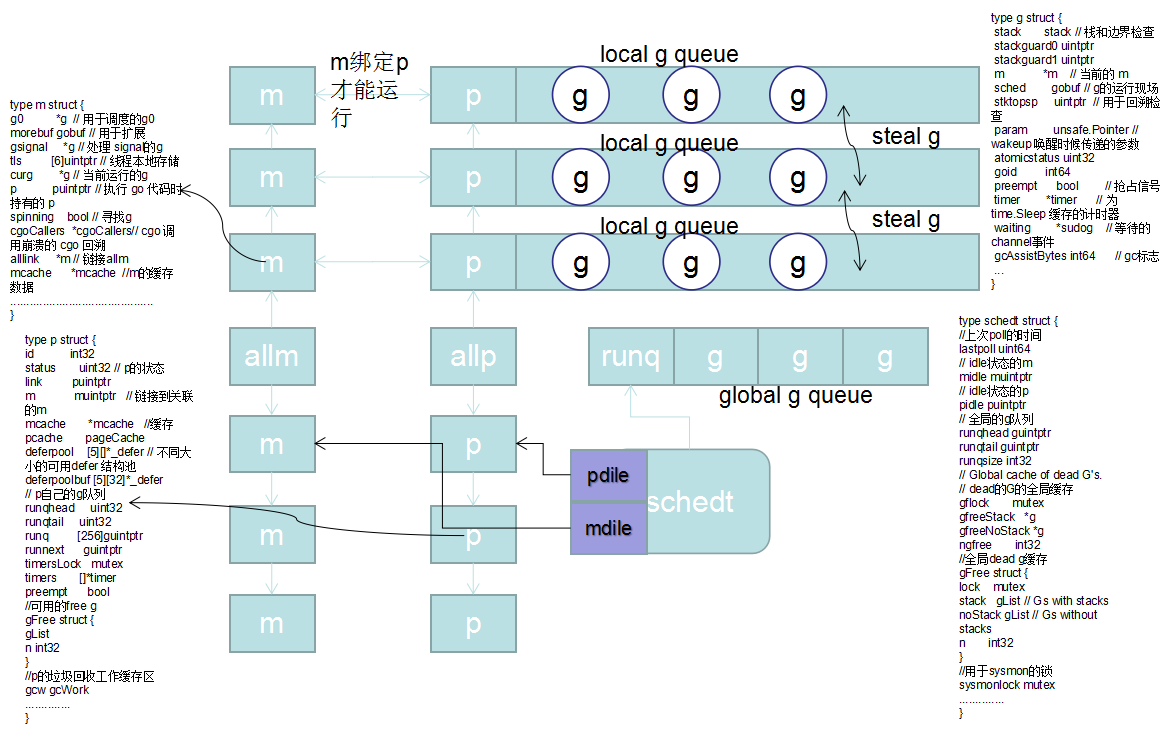 type m struct {
g0 *g // 用于调度的g0
morebuf gobuf // 用于扩展
gsignal *g // 处理 signal的g
tls [6]uintptr // 线程本地存储
curg *g // 当前运行的g
p puintptr // 执行 go 代码时
持有的 p
spinning bool // 寻找g
cgoCallers *cgoCallers// cgo 调
用崩溃的 cgo 回溯
alllink *m // 链接allm
mcache *mcache //m的缓存
数据
............................................
}
type p struct {
id int32
status uint32 // p的状态
link puintptr
m muintptr // 链接到关联
的m
mcache *mcache //缓存
pcache pageCache
deferpool [5][]*_defer // 不同大
小的可用defer 结构池
deferpoolbuf [5][32]*_defer
// p自己的g队列
runqhead uint32
runqtail uint32
runq [256]guintptr
runnext guintptr
timersLock mutex
timers []*timer
preempt bool
//可用的free g
gFree struct {
gList
n int32
}
//p的垃圾回收工作缓存区
gcw gcWork
..............
}
m绑定p
才能运
行
local g queue
m
p
g g g
steal g
local g queue
m
p
g g g
steal g
local g queue
m
p
g g g
allm
allp
runq g g g
global g queue
m
p
pdile
schedt
mdile
m
p
m
p
type g struct {
stack stack // 栈和边界检查
stackguard0 uintptr
stackguard1 uintptr
m *m // 当前的 m
sched gobuf // g的运行现场
stktopsp uintptr // 用于回溯检
查
param unsafe.Pointer //
wakeup 唤醒时候传递的参数
atomicstatus uint32
goid int64
preempt bool // 抢占信号
timer *timer // 为
time.Sleep 缓存的计时器
waiting *sudog // 等待的
channel事件
gcAssistBytes int64 // gc标志
...
}
type schedt struct {
//上次poll的时间
lastpoll uint64
// idle状态的m
midle muintptr
// idle状态的p
pidle puintptr
// 全局的g队列
runqhead guintptr
runqtail guintptr
runqsize int32
// Global cache of dead G's.
// dead的G的全局缓存
gflock mutex
gfreeStack *g
gfreeNoStack *g
ngfree int32
//全局dead g缓存
gFree struct {
lock mutex
stack gList // Gs with stacks
noStack gList // Gs without
stacks
n int32
}
//用于sysmon的锁
sysmonlock mutex
..............
}